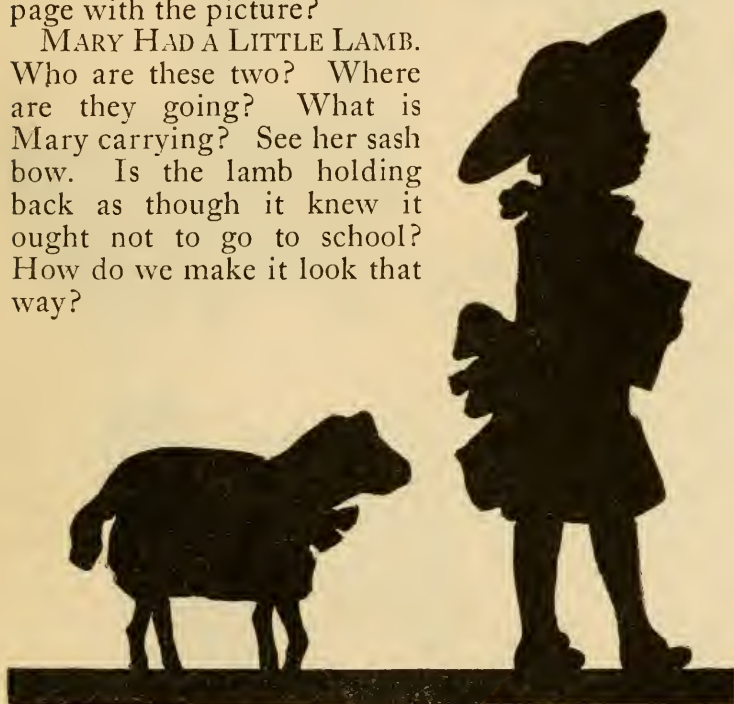 page with the picture?
MARY HAD A LITTLE LAMB.
Who are these two? Where
are they going? What is
Mary carrying? See her sash
bow. Is the lamb holding
back as though it knew it
ought not to go to school?
How do we make it look that
way?